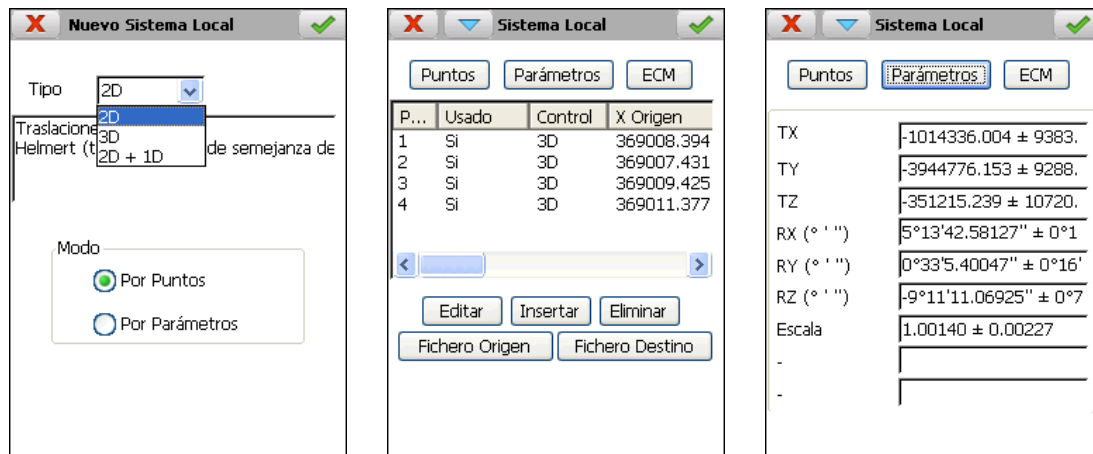 X Nuevo Sistema Local
Tipo 2D
2D
3D
2D + 1D
Traslacione
Helmert (t de semejanza de
Modo
Por Puntos
Por Parámetros
X Sistema Local
Puntos Parámetros ECM
P... Usado Control X Origen
1 Si 3D 369008.394
2 Si 3D 369007.431
3 Si 3D 369009.425
4 Si 3D 369011.377
Editar Insertar Eliminar
Fichero Origen Fichero Destino
X Sistema Local
Puntos Parámetros ECM
TX -1014336.004 ± 9383.
TY -3944776.153 ± 9288.
TZ -351215.239 ± 10720.
RX (° ' '') 5°13'42.58127'' ± 0°1
RY (° ' '') 0°33'5.40047'' ± 0°16'
RZ (° ' '') -9°11'11.06925'' ± 0°7
Escala 1.00140 ± 0.00227
-
-